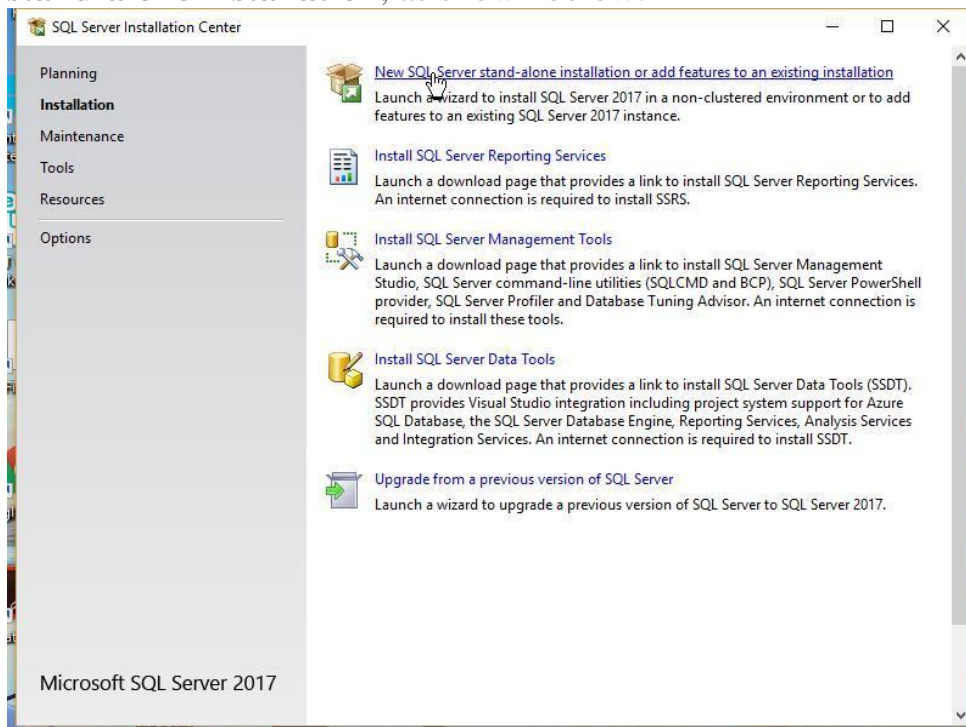 SQL Server Installation Center
Planning
Installation
Maintenance
Tools
Resources
Options
New SQL Server stand-alone installation or add features to an existing installation
Launch a wizard to install SQL Server 2017 in a non-clustered environment or to add
features to an existing SQL Server 2017 instance.
Install SQL Server Reporting Services
Launch a download page that provides a link to install SQL Server Reporting Services.
An internet connection is required to install SSRS.
Install SQL Server Management Tools
Launch a download page that provides a link to install SQL Server Management
Studio, SQL Server command-line utilities (SQLCMD and BCP), SQL Server PowerShell
provider, SQL Server Profiler and Database Tuning Advisor. An internet connection is
required to install these tools.
Install SQL Server Data Tools
Launch a download page that provides a link to install SQL Server Data Tools (SSDT).
SSDT provides Visual Studio integration including project system support for Azure
SQL Database, the SQL Server Database Engine, Reporting Services, Analysis Services
and Integration Services. An internet connection is required to install SSDT.
Upgrade from a previous version of SQL Server
Launch a wizard to upgrade a previous version of SQL Server to SQL Server 2017.
Microsoft SQL Server 2017